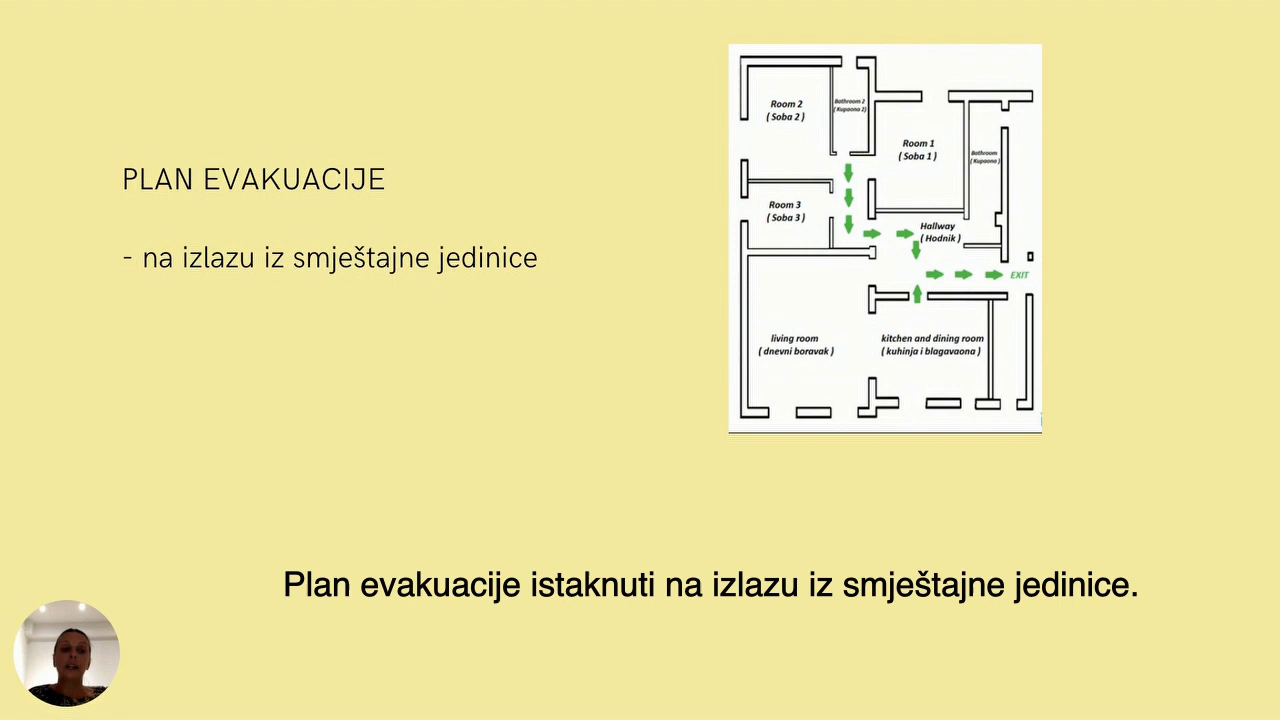 PLAN EVAKUACIJE
- na izlazu iz smještajne jedinice
Room 2
( Soba 2 )
Bathroom 2
( Kupaona 2)
Room 1
( Soba 1 )
Bathroom
( Kupaona )
Room 3
( Soba 3 )
Hallway
( Hodnik )
EXIT
living room
( dnevni boravak )
kitchen and dining room
( kuhinja i blagavaona )
Plan evakuacije istaknuti na izlazu iz smještajne jedinice.